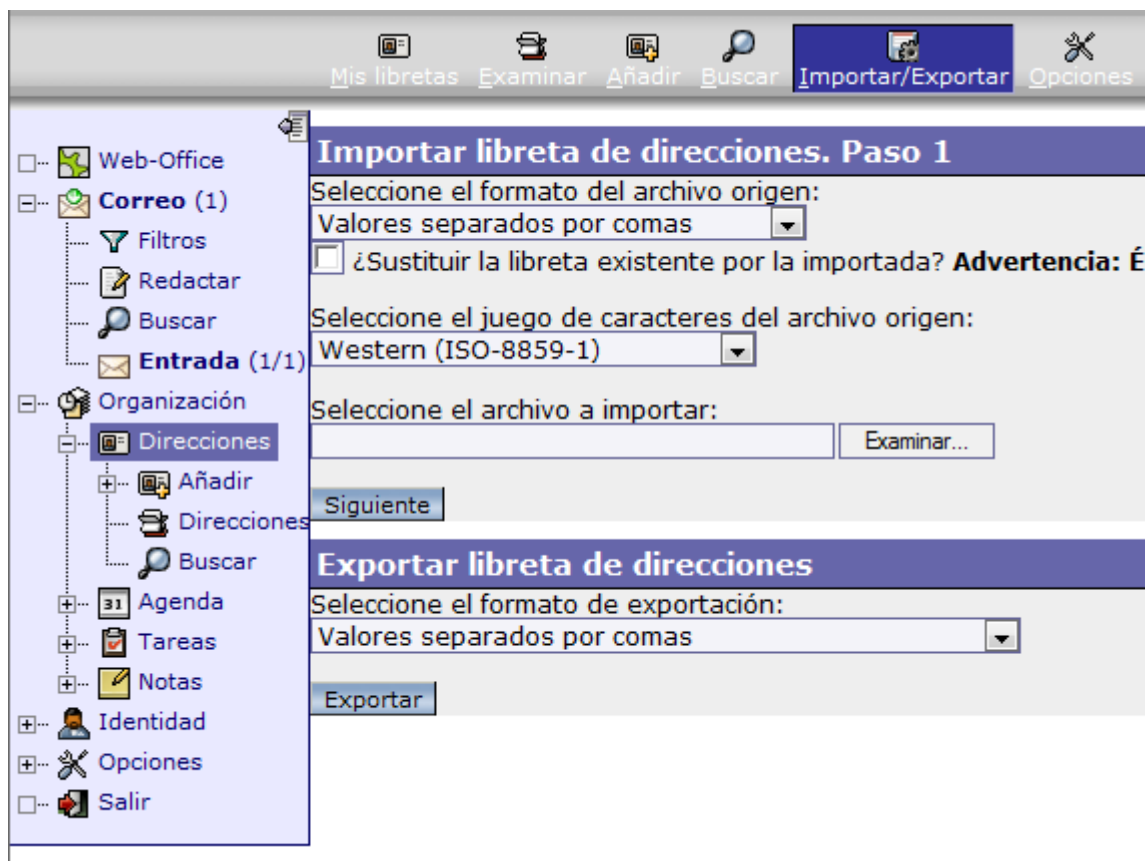 Mis libretas Examinar Añadir Buscar Importar/Exportar Opciones
Web-Office
Correo (1)
Filtros
Redactar
Buscar
Entrada (1/1)
Organización
Direcciones
Añadir
Direcciones
Buscar
31 Agenda
Tareas
Notas
Identidad
Opciones
Salir
Importar libreta de direcciones. Paso 1
Seleccione el formato del archivo origen:
Valores separados por comas
¿Sustituir la libreta existente por la importada? Advertencia: É
Seleccione el juego de caracteres del archivo origen:
Western (ISO-8859-1)
Seleccione el archivo a importar:
Examinar...
Siguiente
Exportar libreta de direcciones
Seleccione el formato de exportación:
Valores separados por comas
Exportar